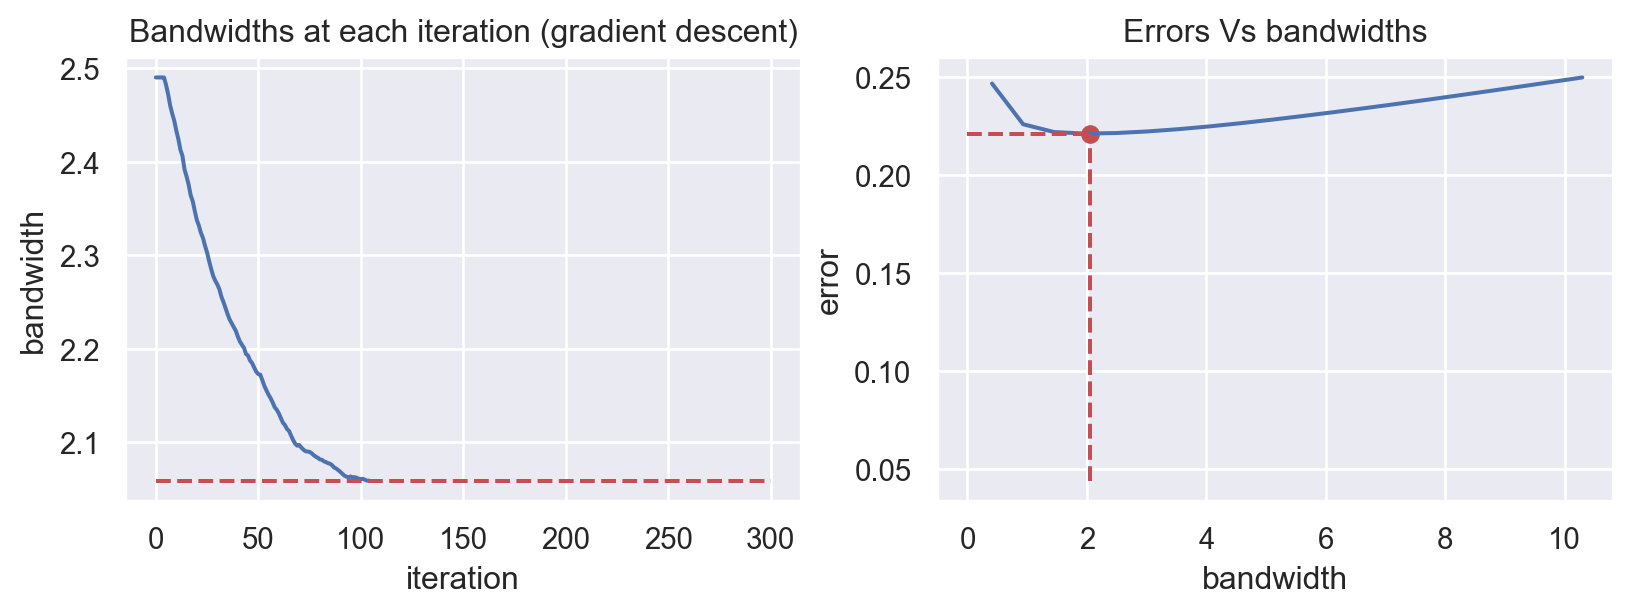 Bandwidths at each iteration (gradient descent)
2.5
2.4
2.3
2.2
2.1
bandwidth
0 50 100 150 200 250 300
iteration
Errors Vs bandwidths
0.25
0.20
0.15
0.10
0.05
error
0 2 4 6 8 10
bandwidth